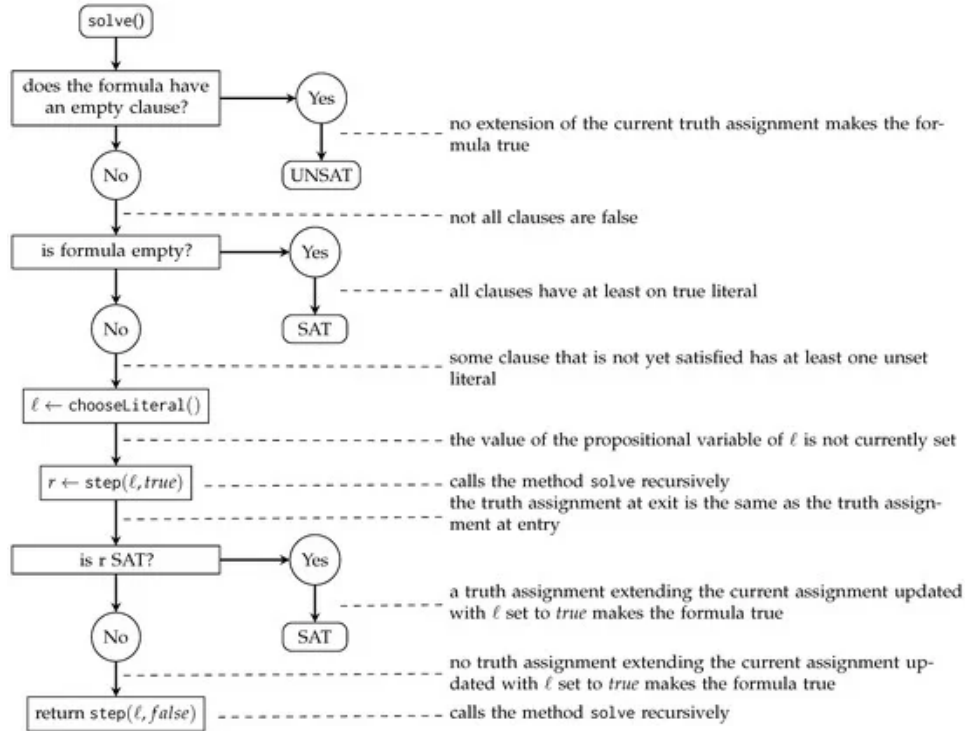 solve()
does the formula have
an empty clause?
Yes
no extension of the current truth assignment makes the for-
mula true
No
UNSAT
not all clauses are false
is formula empty?
Yes
all clauses have at least on true literal
No
SAT
some clause that is not yet satisfied has at least one unset
literal
ℓ ← chooseLiteral()
the value of the propositional variable of ℓ is not currently set
r ← step(ℓ, true)
calls the method solve recursively
the truth assignment at exit is the same as the truth assign-
ment at entry
is r SAT?
Yes
a truth assignment extending the current assignment updated
with ℓ set to true makes the formula true
No
SAT
no truth assignment extending the current assignment up-
dated with ℓ set to true makes the formula true
return step(ℓ, false)
calls the method solve recursively